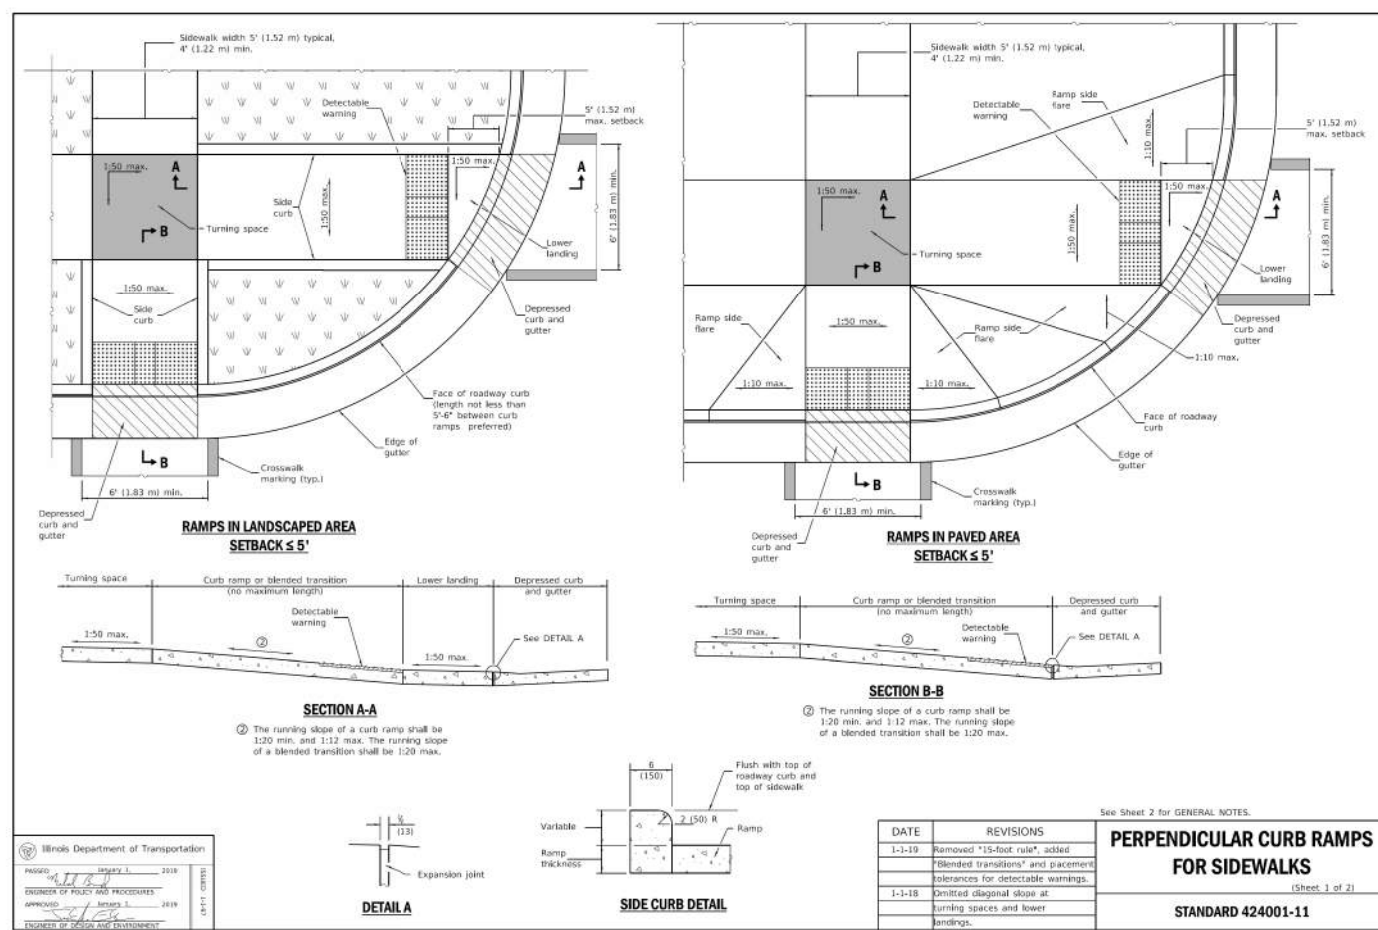 Sidewalk width 5' (1.52 m) typical,
4' (1.22 m) min.
Detectable
warning
5' (1.52 m)
max. setback
1:50 max.
A
1:50 max.
A
Side
curb
1:50 max.
6' (1.83 m) min.
B
Turning space
Lower
landing
1:50 max.
Side
curb
Depressed
curb and
gutter
Face of roadway curb
(length not less than
5'-6" between curb
ramps preferred)
Edge of
gutter
B
Crosswalk
marking (typ.)
6' (1.83 m) min.
Depressed
curb and
gutter
RAMPS IN LANDSCAPED AREA
SETBACK ≤ 5'
Sidewalk width 5' (1.52 m) typical,
4' (1.22 m) min.
Detectable
warning
Ramp side
flare
1:10 max.
5' (1.52 m)
max. setback
1:50 max.
A
1:50 max.
A
1:50 max.
6' (1.83 m) min.
Turning space
B
Lower
landing
Ramp side
flare
1:50 max.
Ramp side
flare
Depressed
curb and
gutter
1:10 max.
1:10 max.
1:10 max.
Face of roadway
curb
Edge of
gutter
B
Crosswalk
marking (typ.)
6' (1.83 m) min.
Depressed
curb and
gutter
RAMPS IN PAVED AREA
SETBACK ≤ 5'
Turning space
Curb ramp or blended transition
(no maximum length)
Lower landing
Depressed curb
and gutter
Detectable
warning
1:50 max.
2
1:50 max.
See DETAIL A
SECTION A-A
② The running slope of a curb ramp shall be
1:20 min. and 1:12 max. The running slope
of a blended transition shall be 1:20 max.
Turning space
Curb ramp or blended transition
(no maximum length)
Depressed curb
and gutter
1:50 max.
2
Detectable
warning
See DETAIL A
SECTION B-B
② The running slope of a curb ramp shall be
1:20 min. and 1:12 max. The running slope
of a blended transition shall be 1:20 max.
½
(13)
Expansion joint
DETAIL A
6
(150)
Flush with top of
roadway curb and
top of sidewalk
Variable
2 (50) R
Ramp
Ramp
thickness
SIDE CURB DETAIL
Illinois Department of Transportation
PASSED January 1, 2019
ENGINEER OF POLICY AND PROCEDURES
APPROVED January 1, 2019
ENGINEER OF DESIGN AND ENVIRONMENT
See Sheet 2 for GENERAL NOTES.
DATE REVISIONS
1-1-19 Removed "15-foot rule", added
"Blended transitions" and placement
tolerances for detectable warnings.
1-1-18 Omitted diagonal slope at
turning spaces and lower
landings.
PERPENDICULAR CURB RAMPS
FOR SIDEWALKS
(Sheet 1 of 2)
STANDARD 424001-11